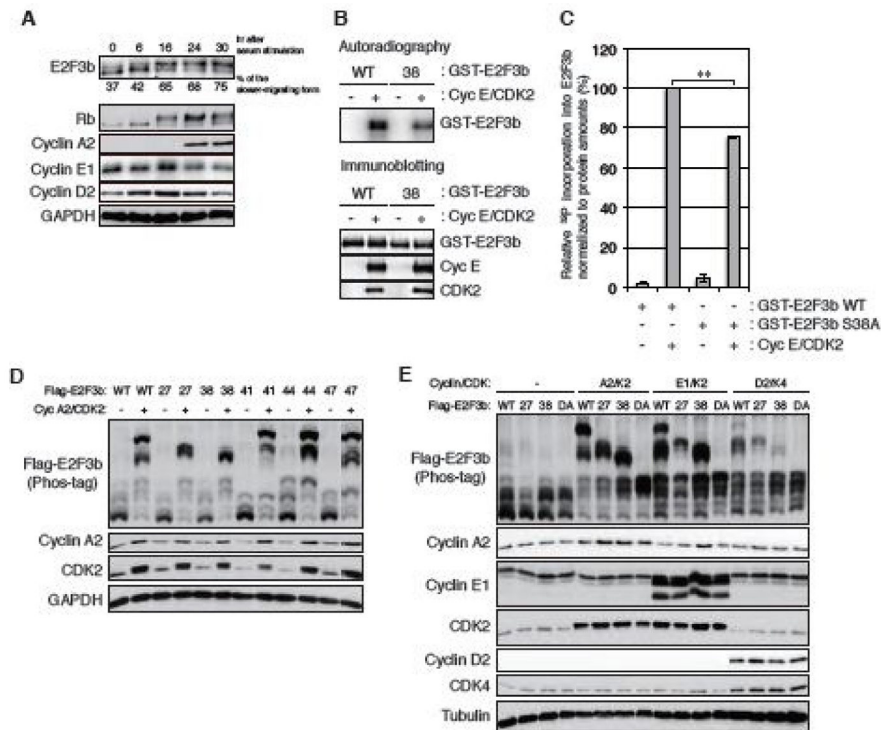 A
0 6 16 24 30 hr after
serum stimulation
E2F3b
37 42 65 68 75 % of the
slower-migrating form
Rb
Cyclin A2
Cyclin E1
Cyclin D2
GAPDH
B
Autoradiography
WT 38 : GST-E2F3b
- + - + : Cyc E/CDK2
GST-E2F3b
Immunoblotting
WT 38 : GST-E2F3b
- + - + : Cyc E/CDK2
GST-E2F3b
Cyc E
CDK2
C
Relative ³²P incorporation into E2F3b
normalized to protein amounts (%)
120
100
80
60
40
20
0
**
+ + - - : GST-E2F3b WT
- - + + : GST-E2F3b S38A
- + - + : Cyc E/CDK2
D
Flag-E2F3b: WT WT 27 27 38 38 41 41 44 44 47 47
Cyc A2/CDK2: - + - + - + - + - + - +
Flag-E2F3b
(Phos-tag)
Cyclin A2
CDK2
GAPDH
E
Cyclin/CDK: - A2/K2 E1/K2 D2/K4
Flag-E2F3b: WT 27 38 DA WT 27 38 DA WT 27 38 DA WT 27 38 DA
Flag-E2F3b
(Phos-tag)
Cyclin A2
Cyclin E1
CDK2
Cyclin D2
CDK4
Tubulin